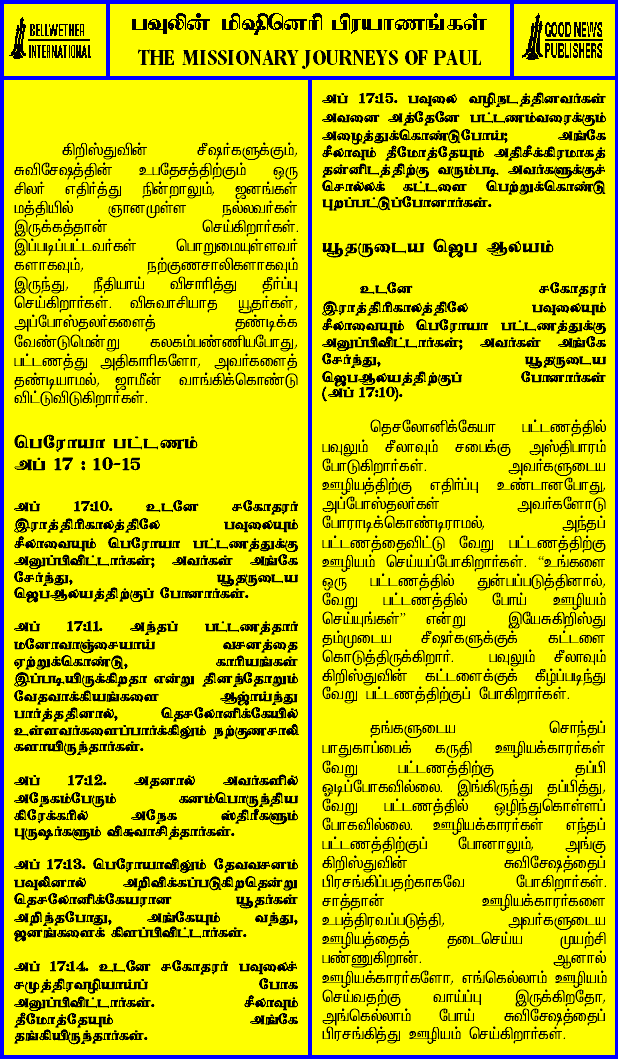 BELLWETHER
INTERNATIONAL
பவுலின் மிஷினெரி பிரயாணங்கள்
THE MISSIONARY JOURNEYS OF PAUL
GOOD NEWS
PUBLISHERS
கிறிஸ்துவின் சீஷர்களுக்கும்,
சுவிசேஷத்தின் உபதேசத்திற்கும் ஒரு
சிலர் எதிர்த்து நின்றாலும், ஜனங்கள்
மத்தியில் ஞானமுள்ள நல்லவர்கள்
இருக்கத்தான் செய்கிறார்கள்.
இப்படிப்பட்டவர்கள் பொறுமையுள்ளவர்
களாகவும், நற்குணசாலிகளாகவும்
இருந்து, நீதியாய் விசாரித்து தீர்ப்பு
செய்கிறார்கள். விசுவாசியாத யூதர்கள்,
அப்போஸ்தலர்களைத் தண்டிக்க
வேண்டுமென்று கலகம்பண்ணியபோது,
பட்டணத்து அதிகாரிகளோ, அவர்களைத்
தண்டியாமல், ஜாமீன் வாங்கிக்கொண்டு
விட்டுவிடுகிறார்கள்.
பெரோயா பட்டணம்
அப் 17 : 10-15
அப் 17:10. உடனே சகோதரர்
இராத்திரிகாலத்திலே பவுலையும்
சீலாவையும் பெரோயா பட்டணத்துக்கு
அனுப்பிவிட்டார்கள்; அவர்கள் அங்கே
சேர்ந்து, யூதருடைய
ஜெபஆலயத்திற்குப் போனார்கள்.
அப் 17:11. அந்தப் பட்டணத்தார்
மனோவாஞ்சையாய் வசனத்தை
ஏற்றுக்கொண்டு, காரியங்கள்
இப்படியிருக்கிறதா என்று தினந்தோறும்
வேதவாக்கியங்களை ஆஜ்ாய்ந்து
பார்த்ததினால், தெசலோனிக்கேயில்
உள்ளவர்களைப்பார்க்கிலும் நற்குணசாலி
களாயிருந்தார்கள்.
அப் 17:12. அதனால் அவர்களில்
அநேகம்பேரும் கனம்பொருந்திய
கிரேக்கரில் அநேக ஸ்திரீகளும்
புருஷர்களும் விசுவாசித்தார்கள்.
அப் 17:13. பெரோயாவிலும் தேவவசனம்
பவுலினால் அறிவிக்கப்படுகிறதென்று
தெசலோனிக்கேயரான யூதர்கள்
அறிந்தபோது, அங்கேயும் வந்து,
ஜனங்களைக் கிளப்பிவிட்டார்கள்.
அப் 17:14. உடனே சகோதரர் பவுலைச்
சமுத்திரவழியாய்ப் போக
அனுப்பிவிட்டார்கள். சீலாவும்
தீமோத்தேயும் அங்கே
தங்கியிருந்தார்கள்.
அப் 17:15. பவுலை வழிநடத்தினவர்கள்
அவனை அத்தேனே பட்டணம்வரைக்கும்
அழைத்துக்கொண்டுபோய்; அங்கே
சீலாவும் தீமோத்தேயும் அதிசீக்கிரமாகத்
தன்னிடத்திற்கு வரும்படி அவர்களுக்குச்
சொல்லக் கட்டளை பெற்றுக்கொண்டு
புறப்பட்டுப்போனார்கள்.
யூதருடைய ஜெப ஆலயம்
உடனே சகோதரர்
இராத்திரிகாலத்திலே பவுலையும்
சீலாவையும் பெரோயா பட்டணத்துக்கு
அனுப்பிவிட்டார்கள்; அவர்கள் அங்கே
சேர்ந்து, யூதருடைய
ஜெபஆலயத்திற்குப் போனார்கள்
(அப் 17:10).
தெசலோனிக்கேயா பட்டணத்தில்
பவுலும் சீலாவும் சபைக்கு அஸ்திபாரம்
போடுகிறார்கள். அவர்களுடைய
ஊழியத்திற்கு எதிர்ப்பு உண்டானபோது,
அப்போஸ்தலர்கள் அவர்களோடு
போராடிக்கொண்டிராமல், அந்தப்
பட்டணத்தைவிட்டு வேறு பட்டணத்திற்கு
ஊழியம் செய்யப்போகிறார்கள். “உங்களை
ஒரு பட்டணத்தில் துன்பப்படுத்தினால்,
வேறு பட்டணத்தில் போய் ஊழியம்
செய்யுங்கள்” என்று இயேசுகிறிஸ்து
தம்முடைய சீஷர்களுக்குக் கட்டளை
கொடுத்திருக்கிறார். பவுலும் சீலாவும்
கிறிஸ்துவின் கட்டளைக்குக் கீழ்ப்படிந்து
வேறு பட்டணத்திற்குப் போகிறார்கள்.
தங்களுடைய சொந்தப்
பாதுகாப்பைக் கருதி ஊழியக்காரர்கள்
வேறு பட்டணத்திற்கு தப்பி
ஓடிப்போகவில்லை. இங்கிருந்து தப்பித்து,
வேறு பட்டணத்தில் ஒழிந்துகொள்ளப்
போகவில்லை. ஊழியக்காரர்கள் எந்தப்
பட்டணத்திற்குப் போனாலும், அங்கு
கிறிஸ்துவின் சுவிசேஷத்தைப்
பிரசங்கிப்பதற்காகவே போகிறார்கள்.
சாத்தான் ஊழியக்காரர்களை
உபத்திரவப்படுத்தி, அவர்களுடைய
ஊழியத்தைத் தடைசெய்ய முயற்சி
பண்ணுகிறான். ஆனால்
ஊழியக்காரர்களோ, எங்கெல்லாம் ஊழியம்
செய்வதற்கு வாய்ப்பு இருக்கிறதோ,
அங்கெல்லாம் போய் சுவிசேஷத்தைப்
பிரசங்கித்து ஊழியம் செய்கிறார்கள்.